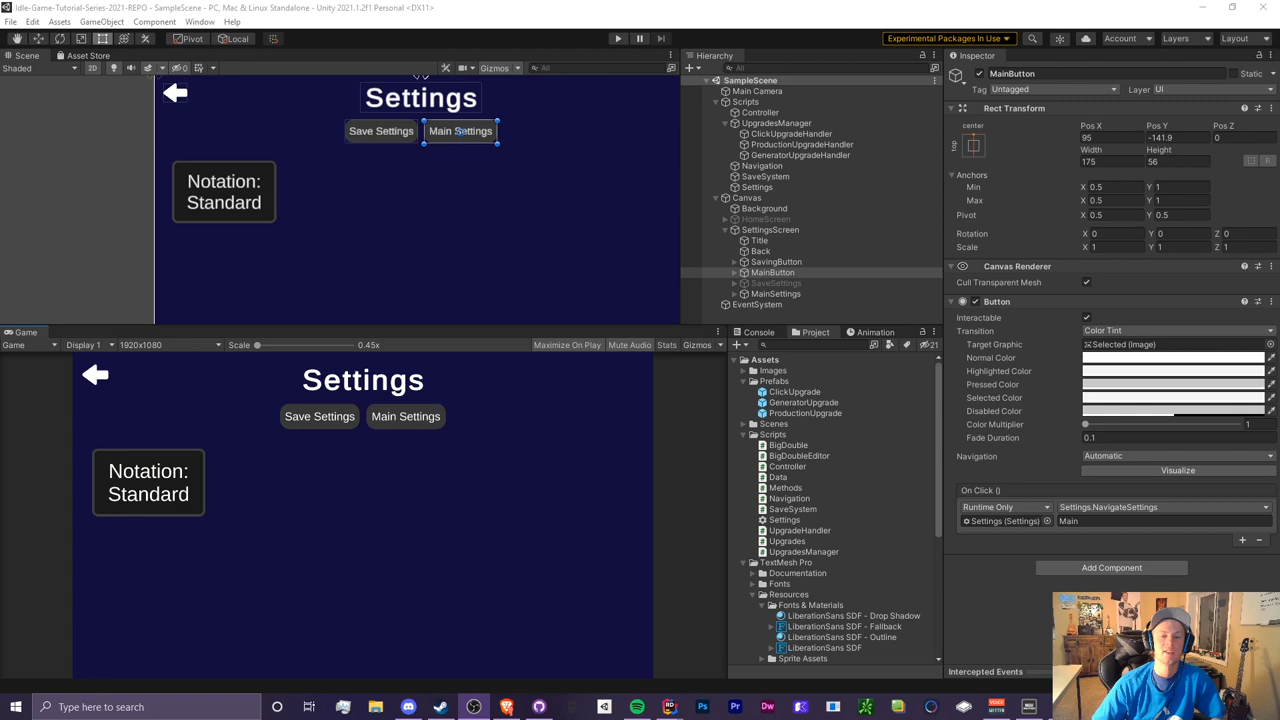 Idle-Game-Tutorial-Series-2021-REPO - SampleScene - PC, Mac & Linux Standalone - Unity 2021.1.2f1 Personal <DX11>
File Edit Assets GameObject Component Window Help
Pivot Local Experimental Packages In Use Account Layers Layout
Scene Asset Store
Shaded 2D 0 Gizmos All
Settings
Save Settings Main Settings
Notation:
Standard
Game
Game Display 1 1920x1080 Scale 0.45x Maximize On Play Mute Audio Stats Gizmos
Settings
Save Settings Main Settings
Notation:
Standard
Hierarchy
All
SampleScene
Main Camera
Scripts
Controller
UpgradesManager
ClickUpgradeHandler
ProductionUpgradeHandler
GeneratorUpgradeHandler
Navigation
SaveSystem
Settings
Canvas
Background
HomeScreen
SettingsScreen
Title
Back
SavingButton
MainButton
SaveSettings
MainSettings
EventSystem
Console Project Animation
21
Assets
Images
Prefabs
ClickUpgrade
GeneratorUpgrade
ProductionUpgrade
Scenes
Scripts
BigDouble
BigDoubleEditor
Controller
Data
Methods
Navigation
SaveSystem
Settings
UpgradeHandler
Upgrades
UpgradesManager
TextMesh Pro
Documentation
Fonts
Resources
Fonts & Materials
LiberationSans SDF - Drop Shadow
LiberationSans SDF - Fallback
LiberationSans SDF - Outline
LiberationSans SDF
Sprite Assets
Inspector
MainButton Static
Tag Untagged Layer UI
Rect Transform
center Pos X Pos Y Pos Z
top 95 -141.9 0
Width Height
175 56
R
Anchors
Min X 0.5 Y 1
Max X 0.5 Y 1
Pivot X 0.5 Y 0.5
Rotation X 0 Y 0 Z 0
Scale X 1 Y 1 Z 1
Canvas Renderer
Cull Transparent Mesh
Button
Interactable
Transition Color Tint
Target Graphic Selected (Image)
Normal Color
Highlighted Color
Pressed Color
Selected Color
Disabled Color
Color Multiplier 1
Fade Duration 0.1
Navigation Automatic
Visualize
On Click ()
Runtime Only Settings.NavigateSettings
Settings (Settings) Main
Add Component
Intercepted Events
Type here to search